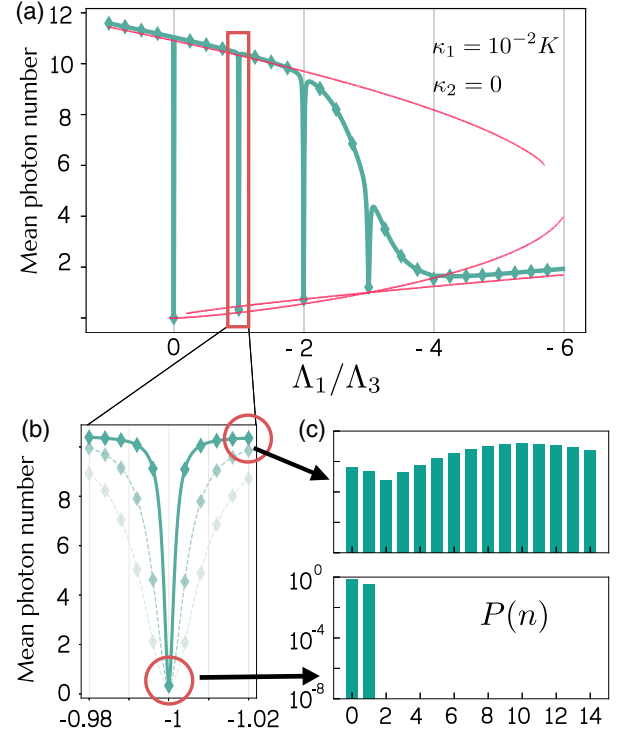 (a)
12
10
8
6
4
2
Mean photon number
κ₁ = 10⁻²K
κ₂ = 0
0
- 2
- 4
- 6
Λ₁/Λ₃
(b)
8
6
4
2
0
Mean photon number
-0.98
-1
-1.02
(c)
10⁰
10⁻⁴
10⁻⁸
P(n)
0 2 4 6 8 10 12 14